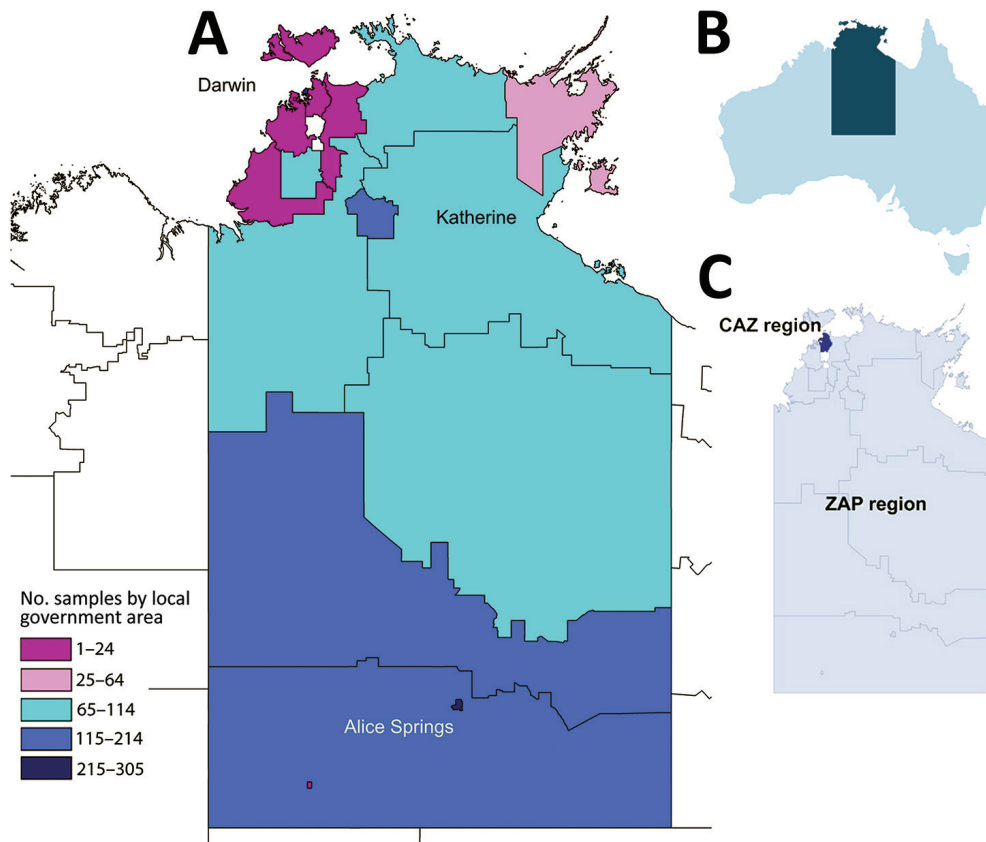 A
B
Darwin
Katherine
C
CAZ region
ZAP region
No. samples by local
government area
1–24
25–64
65–114
115–214
215–305
Alice Springs